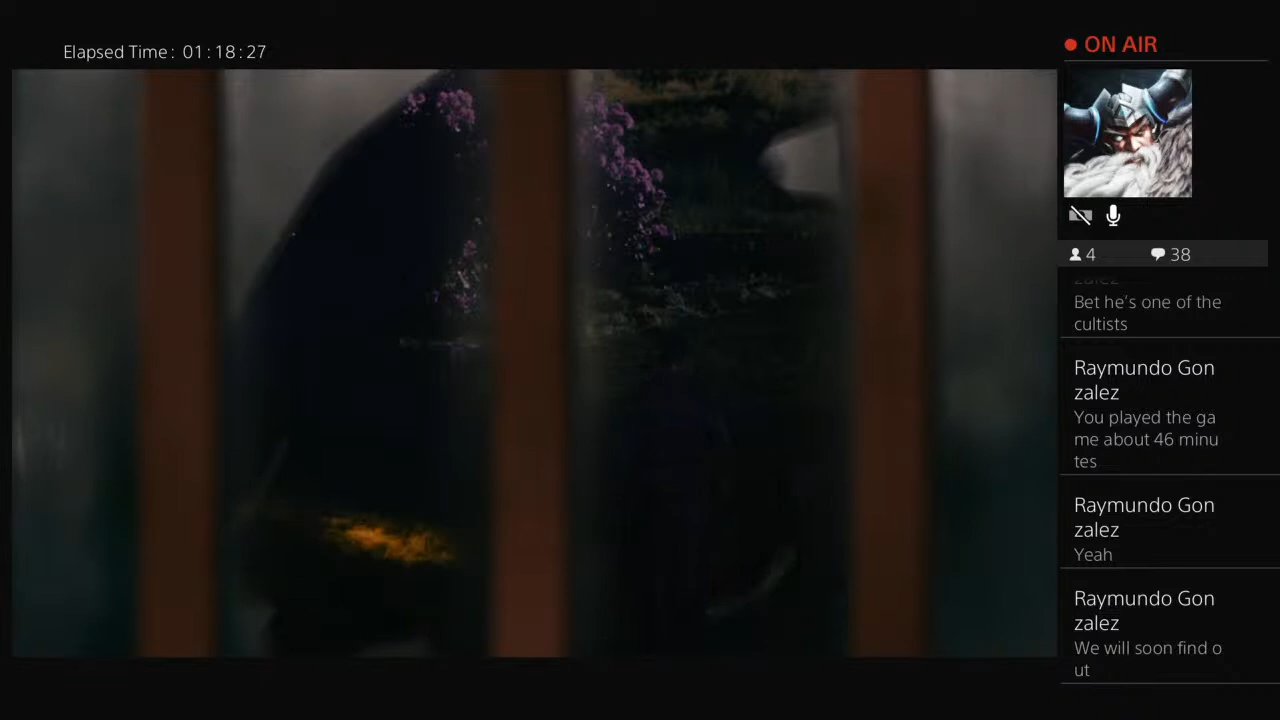 Elapsed Time: 01:18:27
ON AIR
4 38
zalez
Bet he's one of the
cultists
Raymundo Gon
zalez
You played the ga
me about 46 minu
tes
Raymundo Gon
zalez
Yeah
Raymundo Gon
zalez
We will soon find o
ut